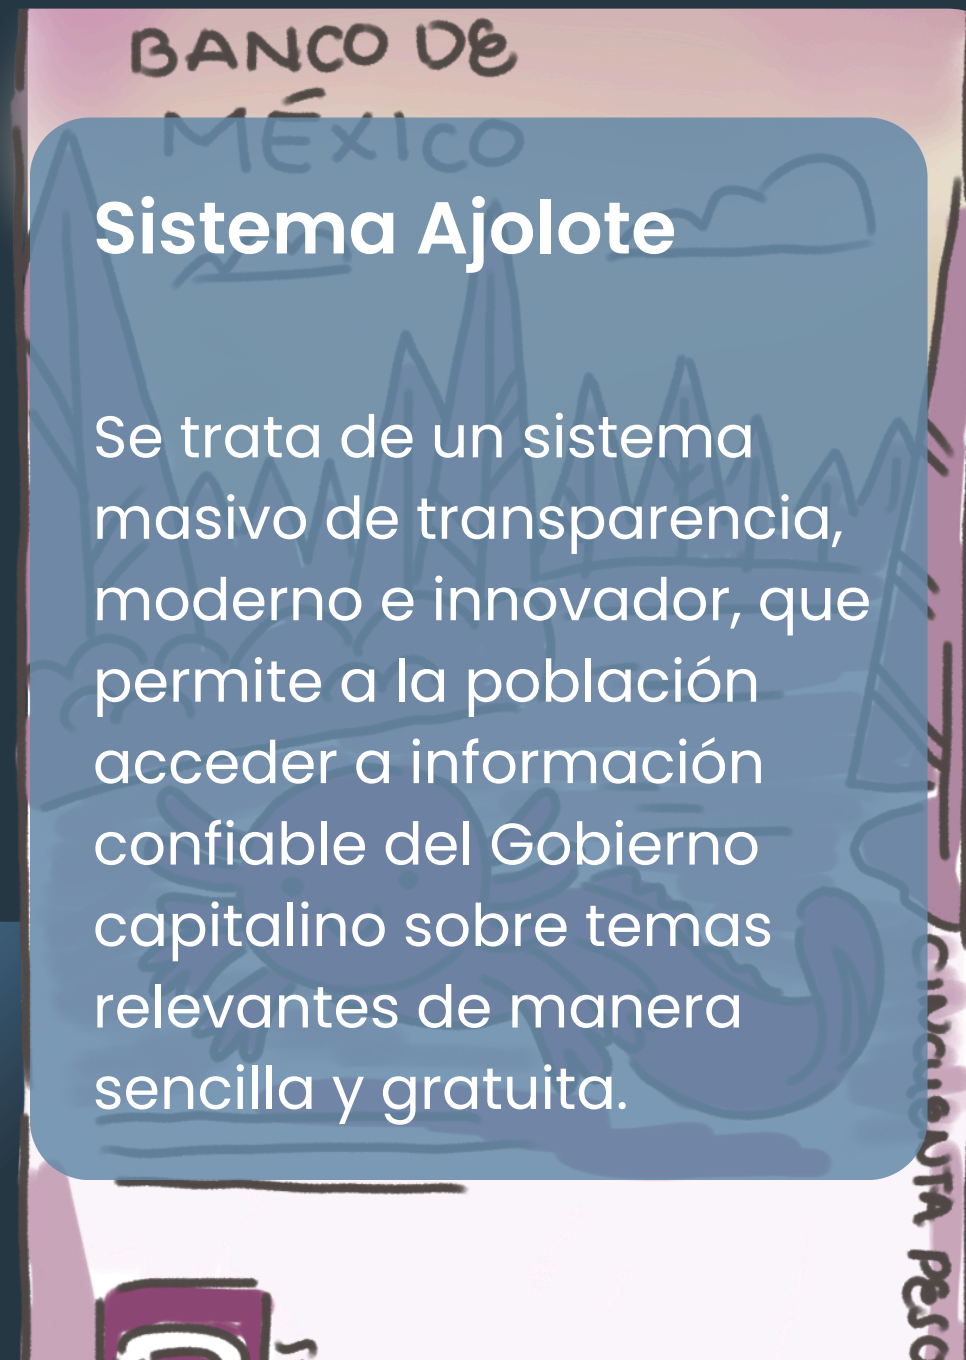 BANCO DE
MÉXICO
Sistema Ajolote
Se trata de un sistema
masivo de transparencia,
moderno e innovador, que
permite a la población
acceder a información
confiable del Gobierno
capitalino sobre temas
relevantes de manera
sencilla y gratuita.
CINCUENTA PESO